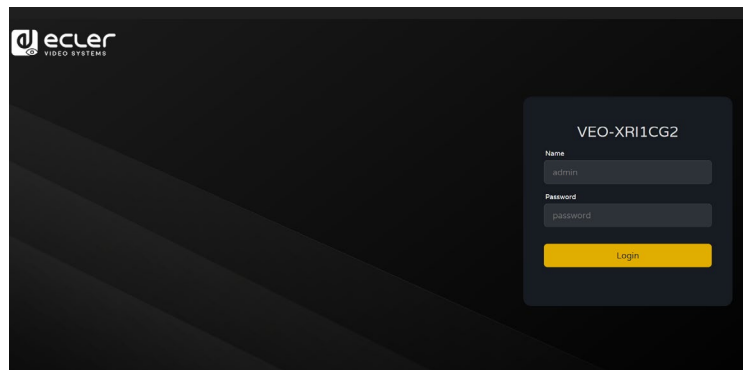 ecler
VIDEO SYSTEMS
VEO-XRI1CG2
Name
admin
Password
password
Login